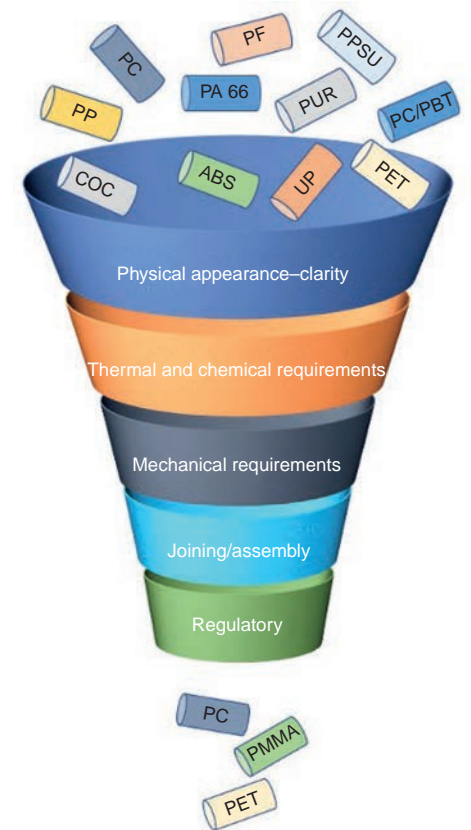 PF
PPSU
PC
PA 66
PUR
PC/PBT
PP
COC
ABS
UP
PET
Physical appearance–clarity
Thermal and chemical requirements
Mechanical requirements
Joining/assembly
Regulatory
PC
PMMA
PET